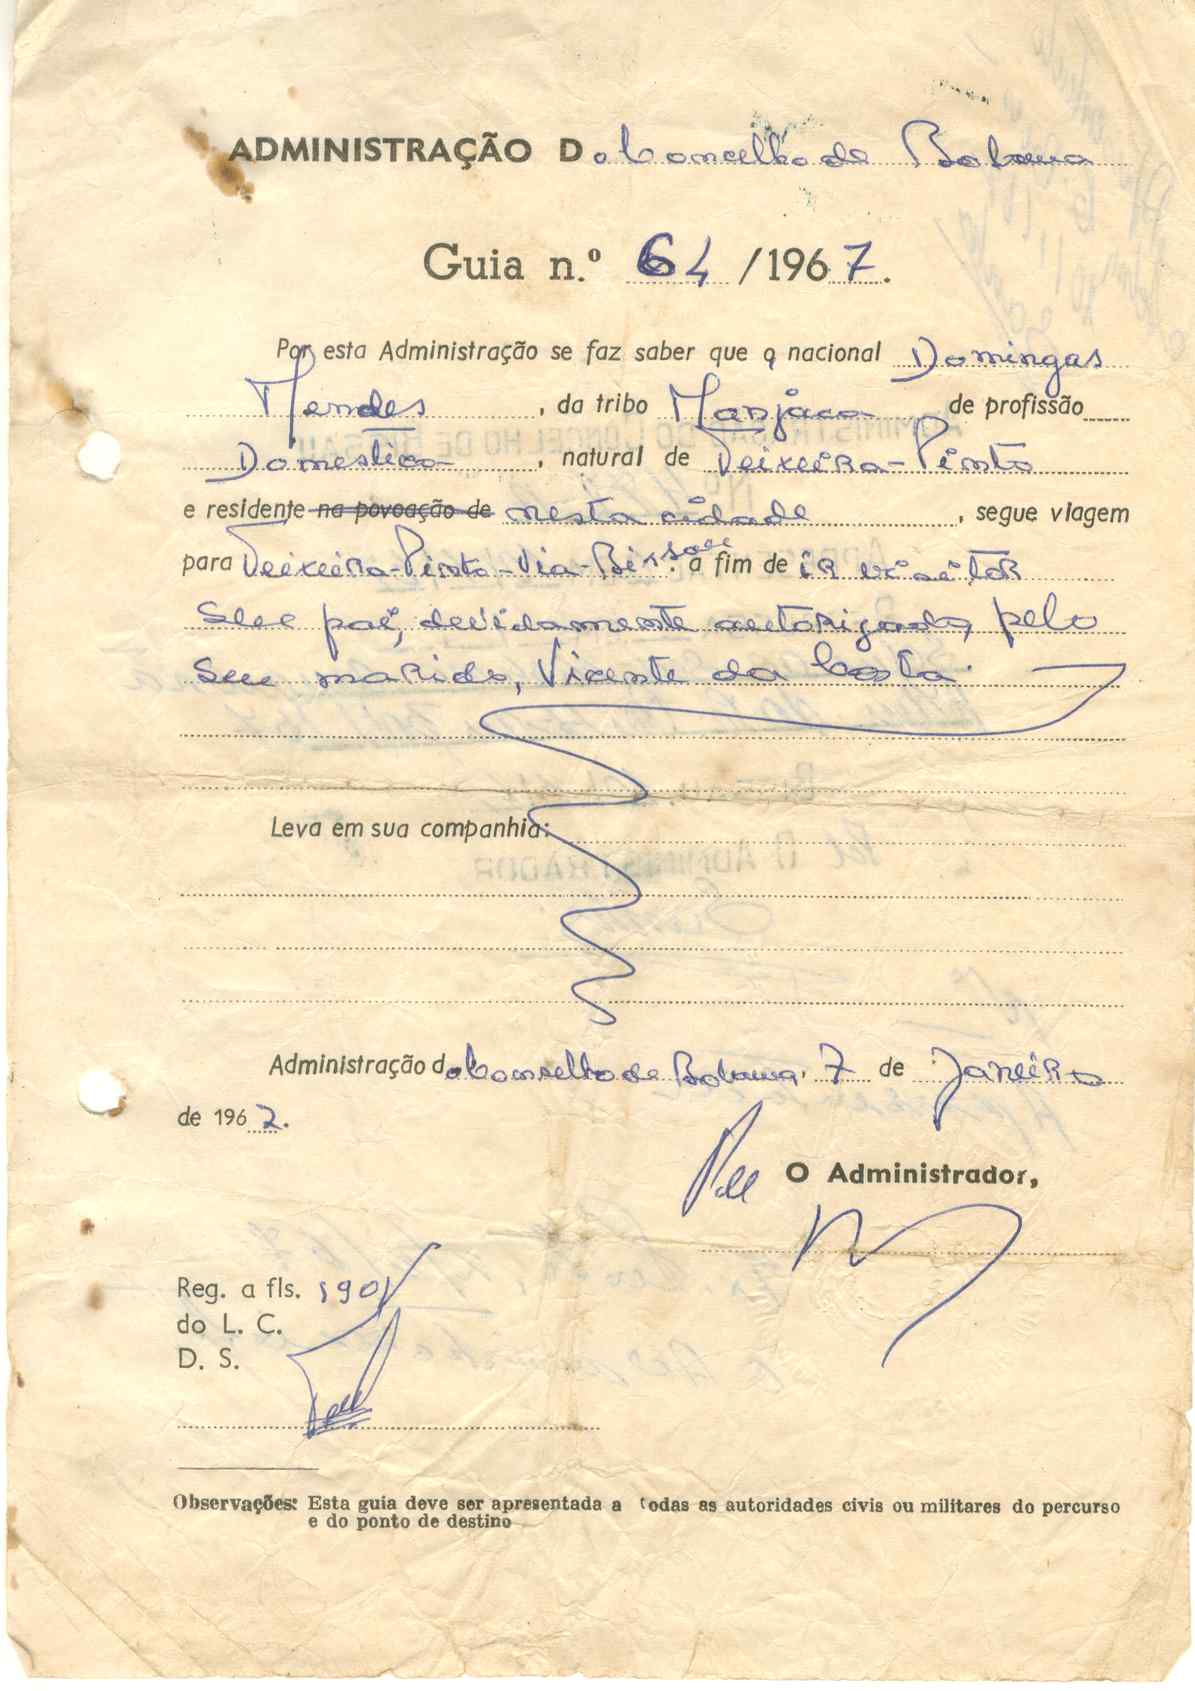 ADMINISTRAÇÃO Do Concelho de Bolama
Guia n.º 64 /1967.
Por esta Administração se faz saber que o nacional Domingas
Mendes, da tribo Manjaca de profissão
Doméstica, natural de Teixeira-Pinto
e residente na povoação de nesta cidade, segue viagem
para Teixeira-Pinto-Via-Bissau a fim de ir visitar
seu pai, devidamente autorizada pelo
seu marido, Vicente da Costa.
Leva em sua companhia:
Administração do Concelho de Bolama, 7 de Janeiro
de 1967.
O Administrador,
Reg. a fls. 190v
do L. C.
D. S.
Observações: Esta guia deve ser apresentada a todas as autoridades civis ou militares do percurso
e do ponto de destino